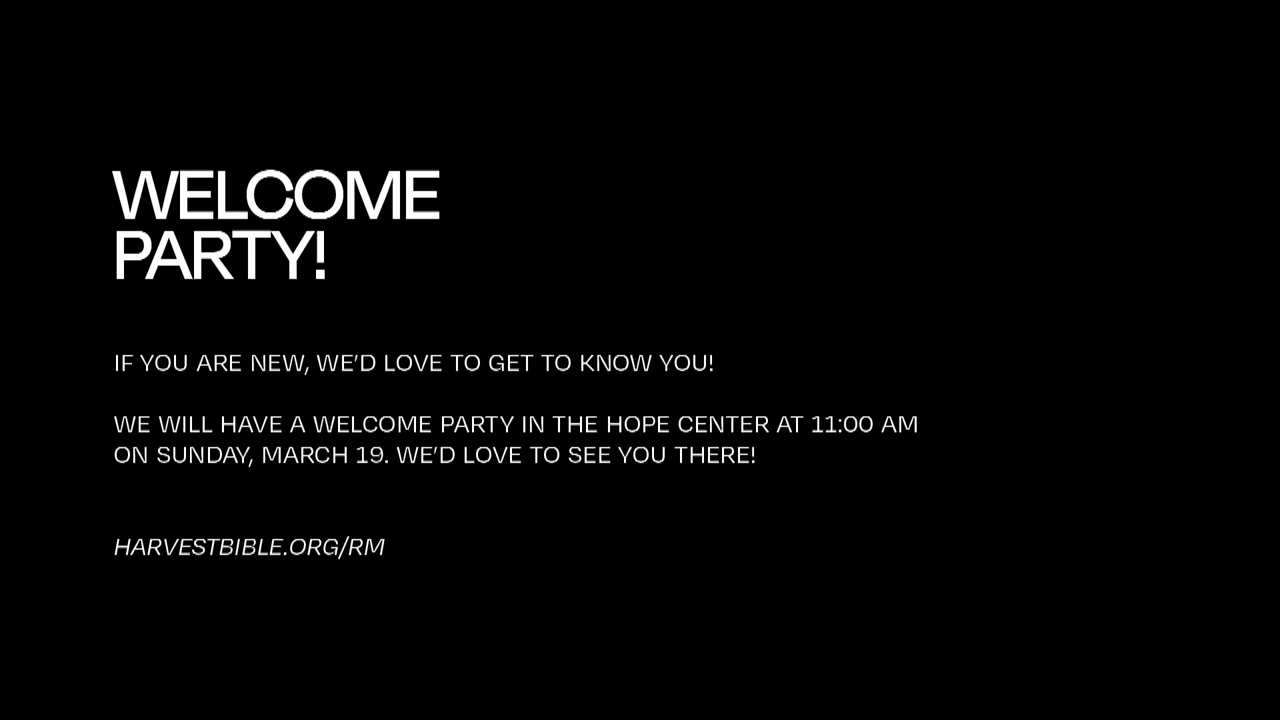 WELCOME
PARTY!
IF YOU ARE NEW, WE’D LOVE TO GET TO KNOW YOU!
WE WILL HAVE A WELCOME PARTY IN THE HOPE CENTER AT 11:00 AM
ON SUNDAY, MARCH 19. WE’D LOVE TO SEE YOU THERE!
HARVESTBIBLE.ORG/RM